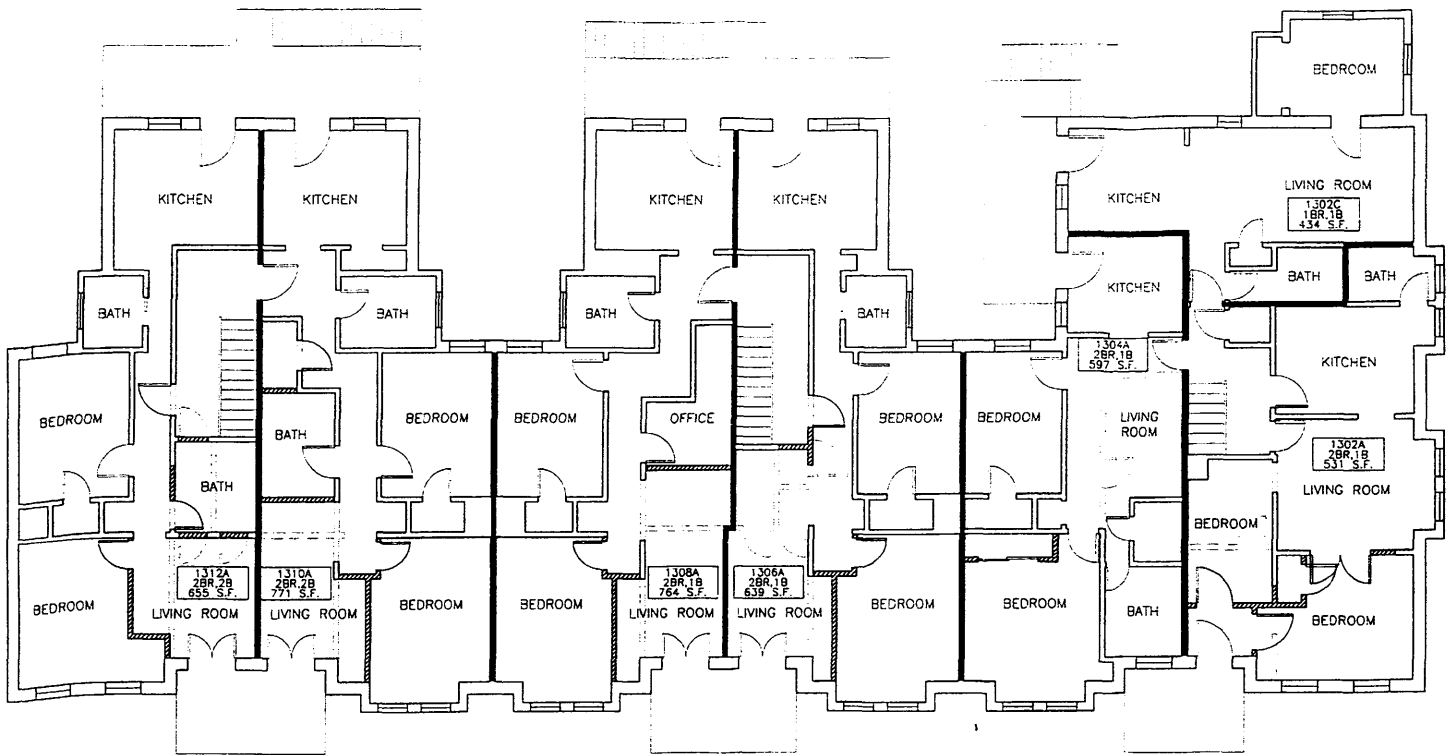 BEDROOM
KITCHEN
KITCHEN
KITCHEN
KITCHEN
KITCHEN
LIVING ROOM
1302C
1BR,1B
434 S.F.
BATH
BATH
KITCHEN
BATH
BATH
BATH
BATH
1304A
2BR,1B
597 S.F.
KITCHEN
BEDROOM
BEDROOM
BEDROOM
OFFICE
BEDROOM
BEDROOM
LIVING
ROOM
BATH
BATH
1302A
2BR,1B
531 S.F.
LIVING ROOM
BEDROOM
1312A
2BR,2B
655 S.F.
1310A
2BR,2B
771 S.F.
1308A
2BR,1B
764 S.F.
1306A
2BR,1B
639 S.F.
BEDROOM
LIVING ROOM
LIVING ROOM
BEDROOM
BEDROOM
LIVING ROOM
LIVING ROOM
BEDROOM
BEDROOM
BATH
BEDROOM